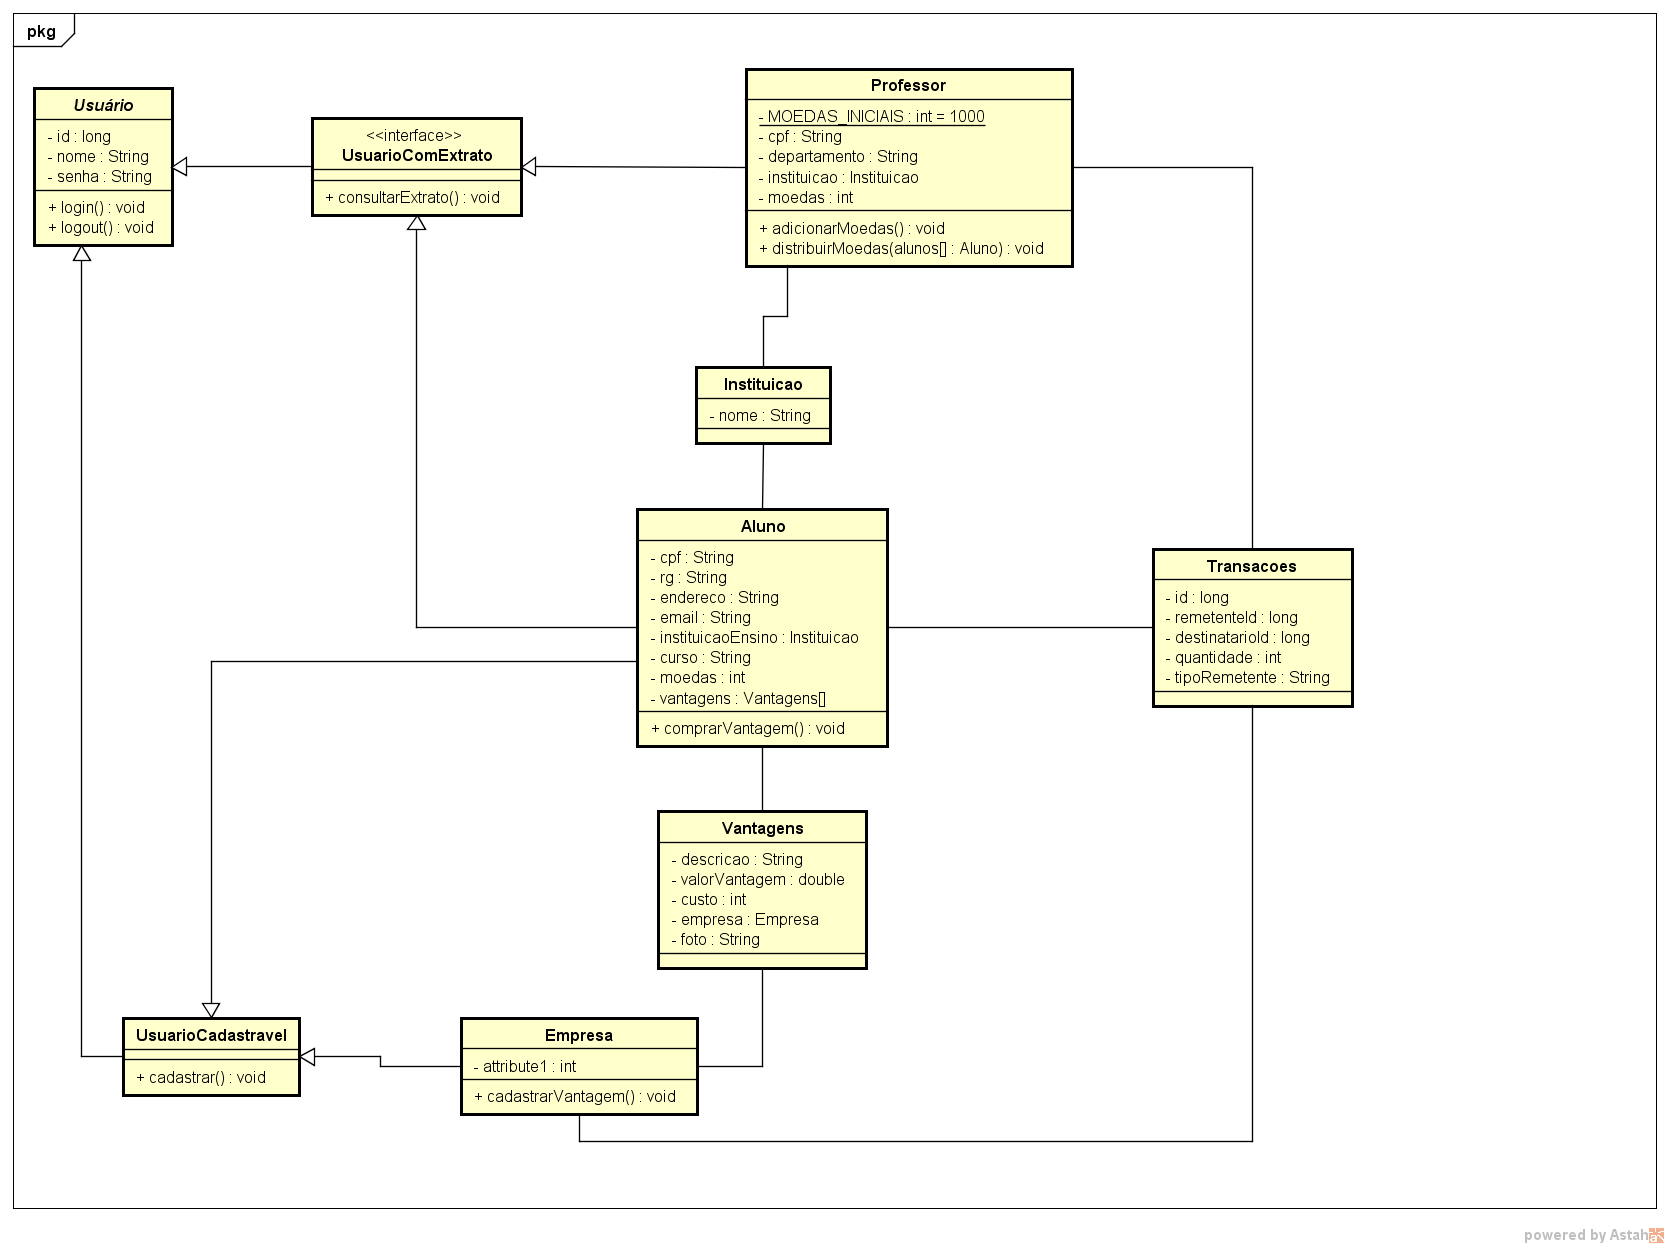 pkg
Usuário
- id : long
- nome : String
- senha : String
+ login() : void
+ logout() : void
<<interface>>
UsuarioComExtrato
+ consultarExtrato() : void
Professor
- MOEDAS_INICIAIS : int = 1000
- cpf : String
- departamento : String
- instituicao : Instituicao
- moedas : int
+ adicionarMoedas() : void
+ distribuirMoedas(alunos[] : Aluno) : void
Instituicao
- nome : String
Aluno
- cpf : String
- rg : String
- endereco : String
- email : String
- instituicaoEnsino : Instituicao
- curso : String
- moedas : int
- vantagens : Vantagens[]
+ comprarVantagem() : void
Transacoes
- id : long
- remetenteId : long
- destinatarioId : long
- quantidade : int
- tipoRemetente : String
Vantagens
- descricao : String
- valorVantagem : double
- custo : int
- empresa : Empresa
- foto : String
UsuarioCadastravel
+ cadastrar() : void
Empresa
- attribute1 : int
+ cadastrarVantagem() : void
powered by Astah